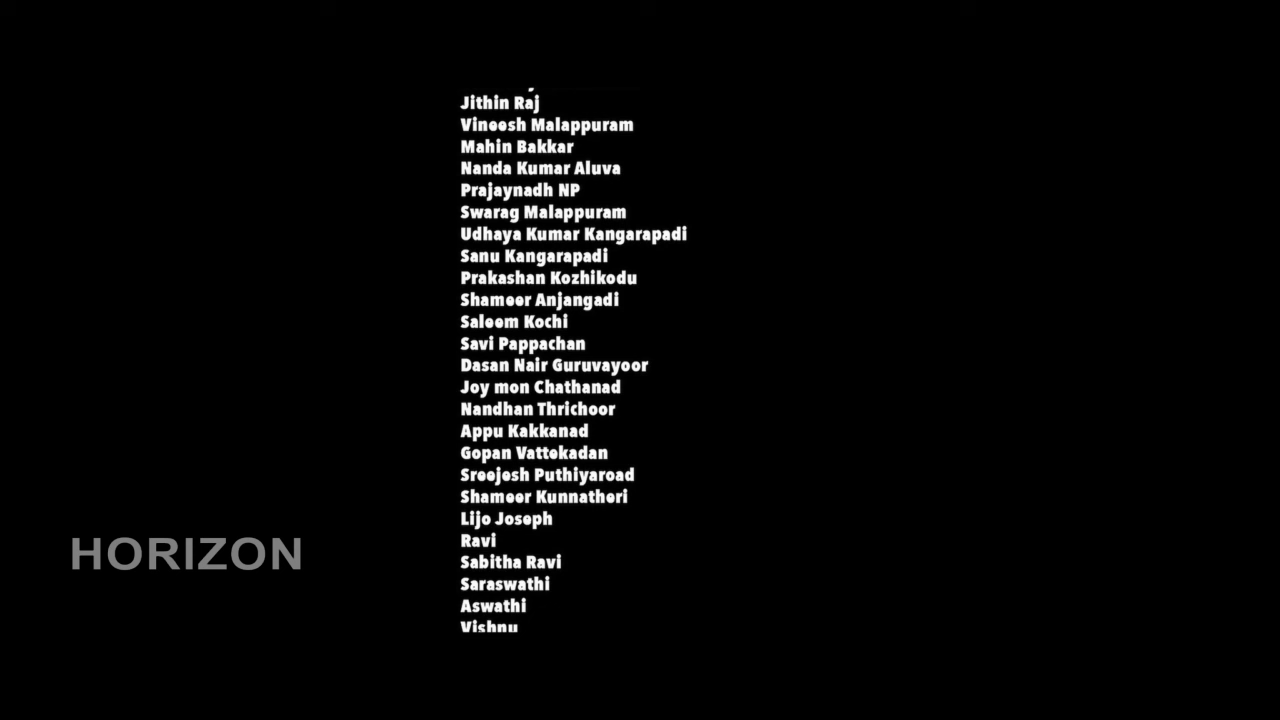 Jithin Raj
Vineesh Malappuram
Mahin Bakkar
Nanda Kumar Aluva
Prajaynadh NP
Swarag Malappuram
Udhaya Kumar Kangarapadi
Sanu Kangarapadi
Prakashan Kozhikodu
Shameer Anjangadi
Saleem Kochi
Savi Pappachan
Dasan Nair Guruvayoor
Joy mon Chathanad
Nandhan Thrichoor
Appu Kakkanad
Gopan Vattekadan
Sreejesh Puthiyaroad
Shameer Kunnatheri
Lijo Joseph
Ravi
Sabitha Ravi
Saraswathi
Aswathi
Vishnu
HORIZON